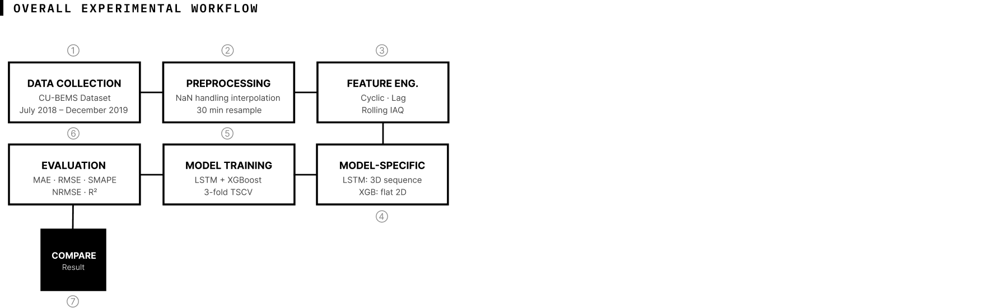 OVERALL EXPERIMENTAL WORKFLOW
①
DATA COLLECTION
CU-BEMS Dataset
July 2018 – December 2019
②
PREPROCESSING
NaN handling interpolation
30 min resample
③
FEATURE ENG.
Cyclic · Lag
Rolling IAQ
MODEL-SPECIFIC
LSTM: 3D sequence
XGB: flat 2D
④
⑤
MODEL TRAINING
LSTM + XGBoost
3-fold TSCV
⑥
EVALUATION
MAE · RMSE · SMAPE
NRMSE · R²
COMPARE
Result
⑦